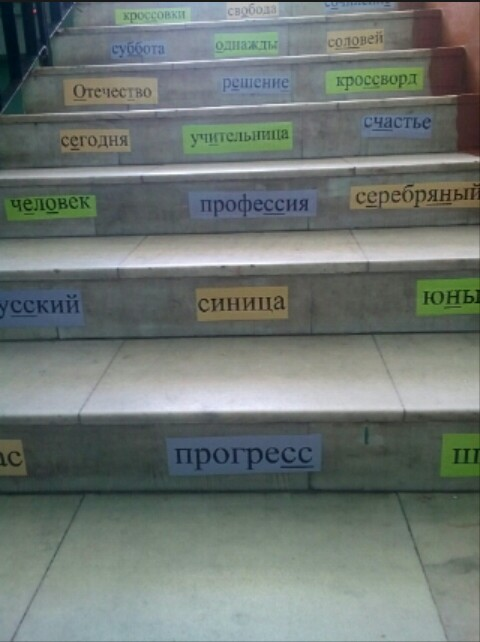 кроссовки свобода
суббота однажды соловей
Отечество решение кроссворд
сегодня учительница счастье
человек профессия серебряный
усский синица юны
ас прогресс